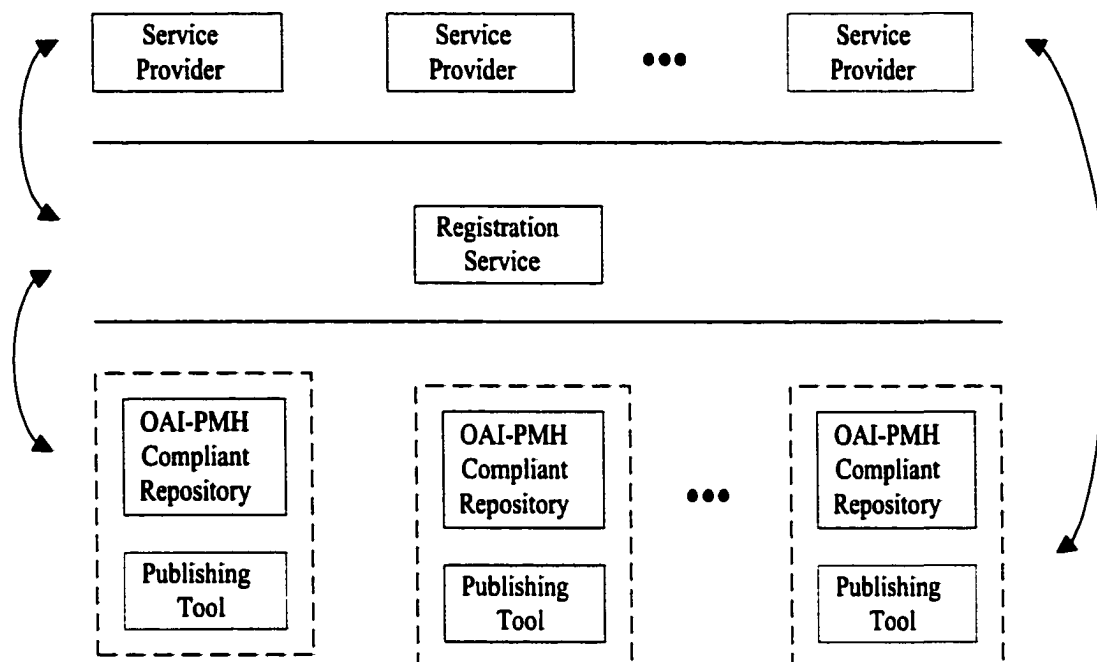 Service
Provider
Service
Provider
Service
Provider
Registration
Service
OAI-PMH
Compliant
Repository
OAI-PMH
Compliant
Repository
OAI-PMH
Compliant
Repository
Publishing
Tool
Publishing
Tool
Publishing
Tool